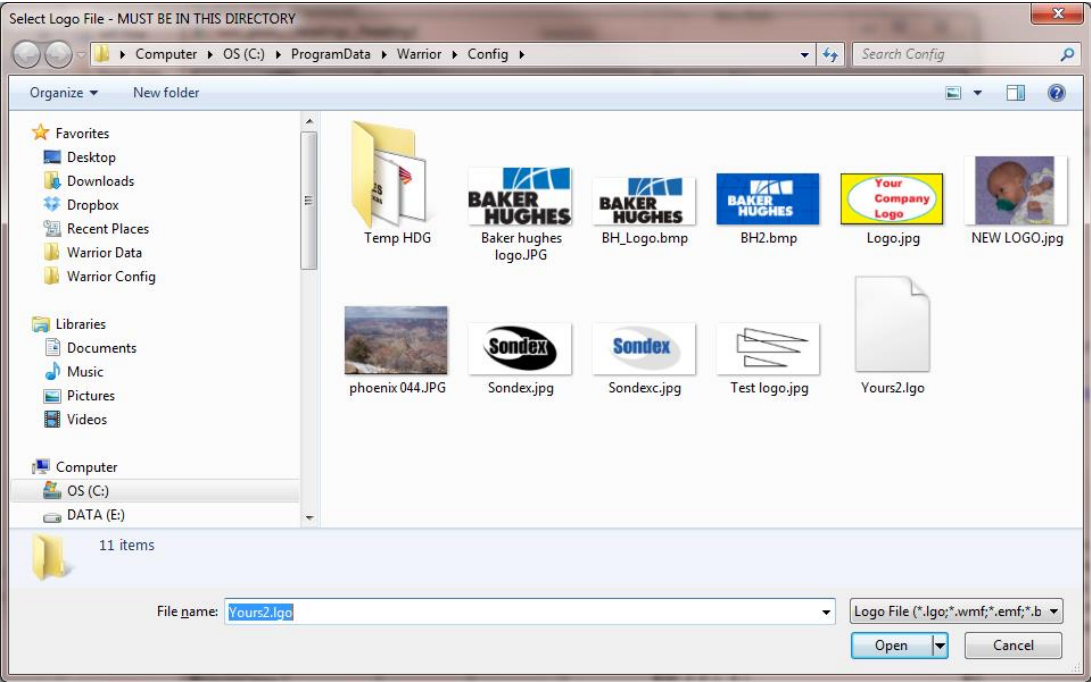 Select Logo File - MUST BE IN THIS DIRECTORY
Computer OS (C:) ProgramData Warrior Config
Search Config
Organize New folder
Favorites
Desktop
Downloads
Dropbox
Recent Places
Warrior Data
Warrior Config
Libraries
Documents
Music
Pictures
Videos
Computer
OS (C:)
DATA (E:)
BAKER
HUGHES
BAKER
HUGHES
BAKER
HUGHES
Your
Company
Logo
Temp HDG
Baker hughes
logo.JPG
BH_Logo.bmp
BH2.bmp
Logo.jpg
NEW LOGO.jpg
Sondex
Sondex
phoenix 044.JPG
Sondex.jpg
Sondexc.jpg
Test logo.jpg
Yours2.lgo
11 items
File name: Yours2.lgo
Logo File (*.lgo;*.wmf;*.emf;*.b
Open
Cancel